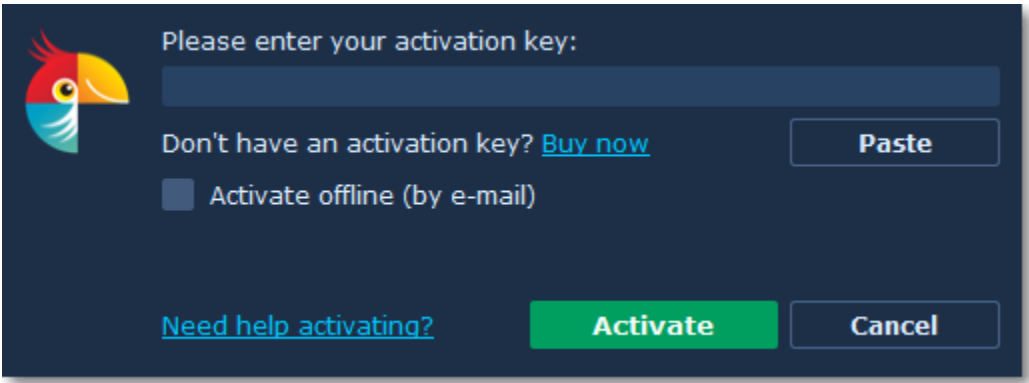 Please enter your activation key:
Don't have an activation key? Buy now
Paste
Activate offline (by e-mail)
Need help activating?
Activate
Cancel